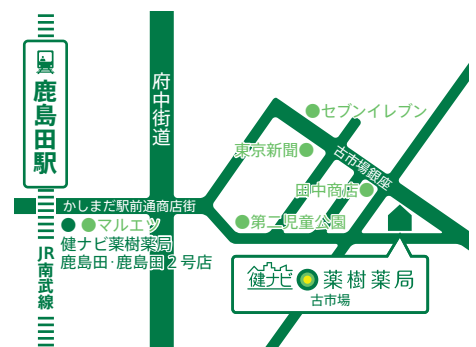 鹿島田駅
府中街道
セブンイレブン
東京新聞
古市場銀座
田中商店
かしまだ駅前通商店街
マルエツ
第二児童公園
健ナビ薬樹薬局
鹿島田・鹿島田2号店
JR南武線
健ナビ 薬樹薬局
古市場